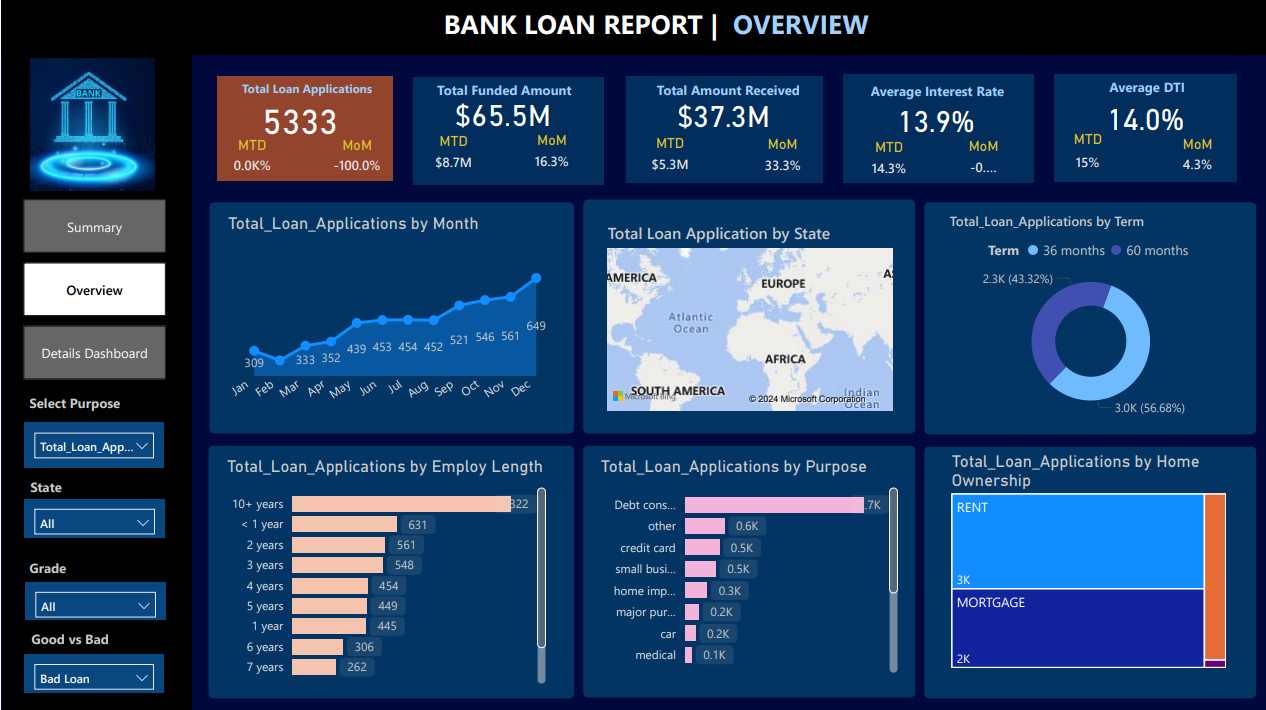 BANK LOAN REPORT | OVERVIEW
BANK
Summary
Overview
Details Dashboard
Select Purpose
Total_Loan_App...
State
All
Grade
All
Good vs Bad
Bad Loan
Total Loan Applications
5333
MTD MoM
0.0K% -100.0%
Total Funded Amount
$65.5M
MTD MoM
$8.7M 16.3%
Total Amount Received
$37.3M
MTD MoM
$5.3M 33.3%
Average Interest Rate
13.9%
MTD MoM
14.3% -0....
Average DTI
14.0%
MTD MoM
15% 4.3%
Total_Loan_Applications by Month
309 333 352 439 453 454 452 521 546 561 649
Jan Feb Mar Apr May Jun Jul Aug Sep Oct Nov Dec
Total Loan Application by State
AMERICA
EUROPE
AS
Atlantic
Ocean
AFRICA
SOUTH AMERICA
Indian
Ocean
Microsoft Bing
© 2024 Microsoft Corporation
Total_Loan_Applications by Term
Term 36 months 60 months
2.3K (43.32%)
3.0K (56.68%)
Total_Loan_Applications by Employ Length
10+ years 322
< 1 year 631
2 years 561
3 years 548
4 years 454
5 years 449
1 year 445
6 years 306
7 years 262
Total_Loan_Applications by Purpose
Debt cons... .7K
other 0.6K
credit card 0.5K
small busi... 0.5K
home imp... 0.3K
major pur... 0.2K
car 0.2K
medical 0.1K
Total_Loan_Applications by Home
Ownership
RENT
3K
MORTGAGE
2K